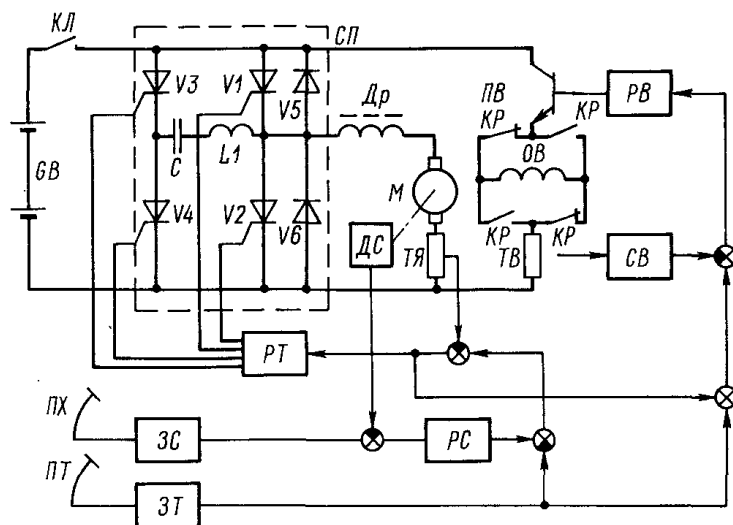 КЛ
СП
V3
V1
V5
Др
ПВ
КР
КР
РВ
GB
С
L1
ОВ
М
V4
V2
V6
ДС
ТЯ
КР
КР
ТВ
СВ
РТ
ПХ
ЗС
РС
ПТ
ЗТ